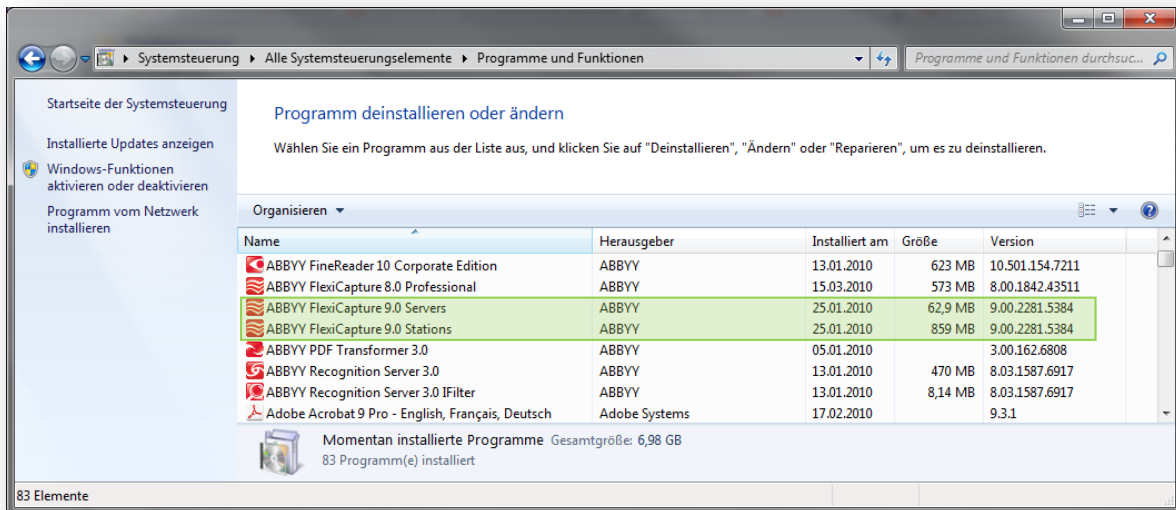 Systemsteuerung ▸ Alle Systemsteuerungselemente ▸ Programme und Funktionen
Programme und Funktionen durchsuc...
Startseite der Systemsteuerung
Installierte Updates anzeigen
Windows-Funktionen
aktivieren oder deaktivieren
Programm vom Netzwerk
installieren
Programm deinstallieren oder ändern
Wählen Sie ein Programm aus der Liste aus, und klicken Sie auf "Deinstallieren", "Ändern" oder "Reparieren", um es zu deinstallieren.
Organisieren
Name Herausgeber Installiert am Größe Version
ABBYY FineReader 10 Corporate Edition ABBYY 13.01.2010 623 MB 10.501.154.7211
ABBYY FlexiCapture 8.0 Professional ABBYY 15.03.2010 573 MB 8.00.1842.43511
ABBYY FlexiCapture 9.0 Servers ABBYY 25.01.2010 62,9 MB 9.00.2281.5384
ABBYY FlexiCapture 9.0 Stations ABBYY 25.01.2010 859 MB 9.00.2281.5384
ABBYY PDF Transformer 3.0 ABBYY 05.01.2010 3.00.162.6808
ABBYY Recognition Server 3.0 ABBYY 13.01.2010 470 MB 8.03.1587.6917
ABBYY Recognition Server 3.0 IFilter ABBYY 13.01.2010 8,14 MB 8.03.1587.6917
Adobe Acrobat 9 Pro - English, Français, Deutsch Adobe Systems 17.02.2010 9.3.1
Momentan installierte Programme Gesamtgröße: 6,98 GB
83 Programm(e) installiert
83 Elemente